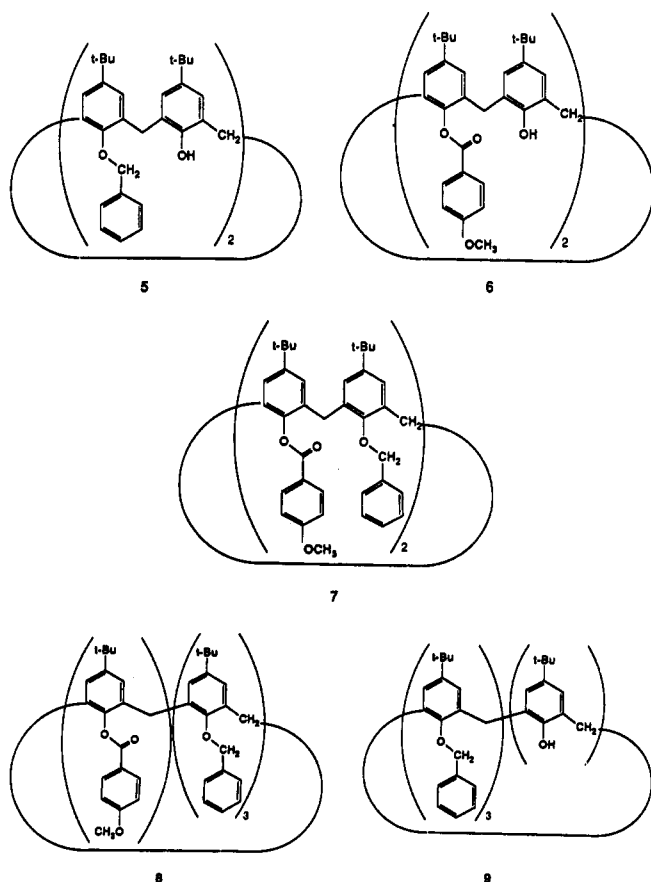 t-Bu t-Bu
CH₂
O OH
CH₂
2
5
t-Bu t-Bu
CH₂
O O OH
OCH₃
2
6
t-Bu t-Bu
CH₂
O O O
CH₂
OCH₃
2
7
t-Bu t-Bu
CH₂
O O O
CH₂
CH₃O
3
8
t-Bu t-Bu
CH₂
O OH
CH₂
3
9